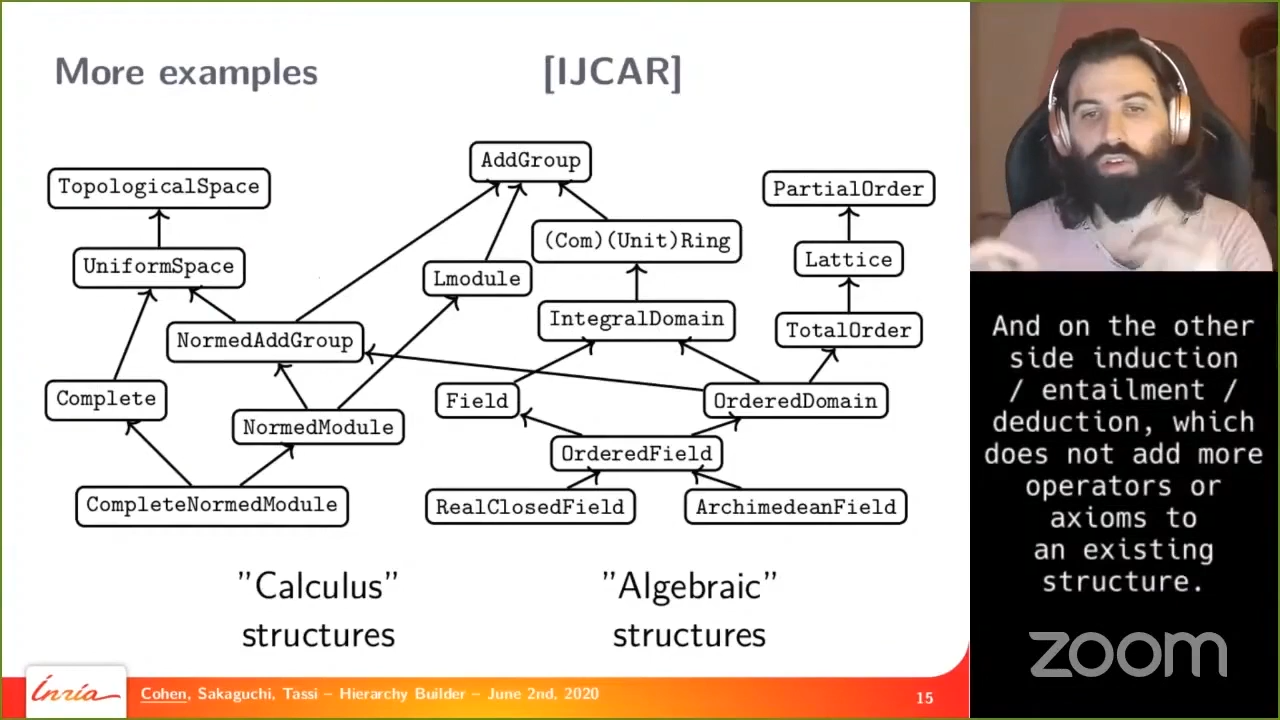 More examples
[IJCAR]
AddGroup
TopologicalSpace
PartialOrder
(Com)(Unit)Ring
Lattice
UniformSpace
Lmodule
IntegralDomain
TotalOrder
NormedAddGroup
Complete
Field
OrderedDomain
NormedModule
OrderedField
CompleteNormedModule
RealClosedField
ArchimedeanField
"Calculus"
structures
"Algebraic"
structures
Inria
Cohen, Sakaguchi, Tassi – Hierarchy Builder – June 2nd, 2020
15
And on the other
side induction
/ entailment /
deduction, which
does not add more
operators or
axioms to
an existing
structure.
zoom